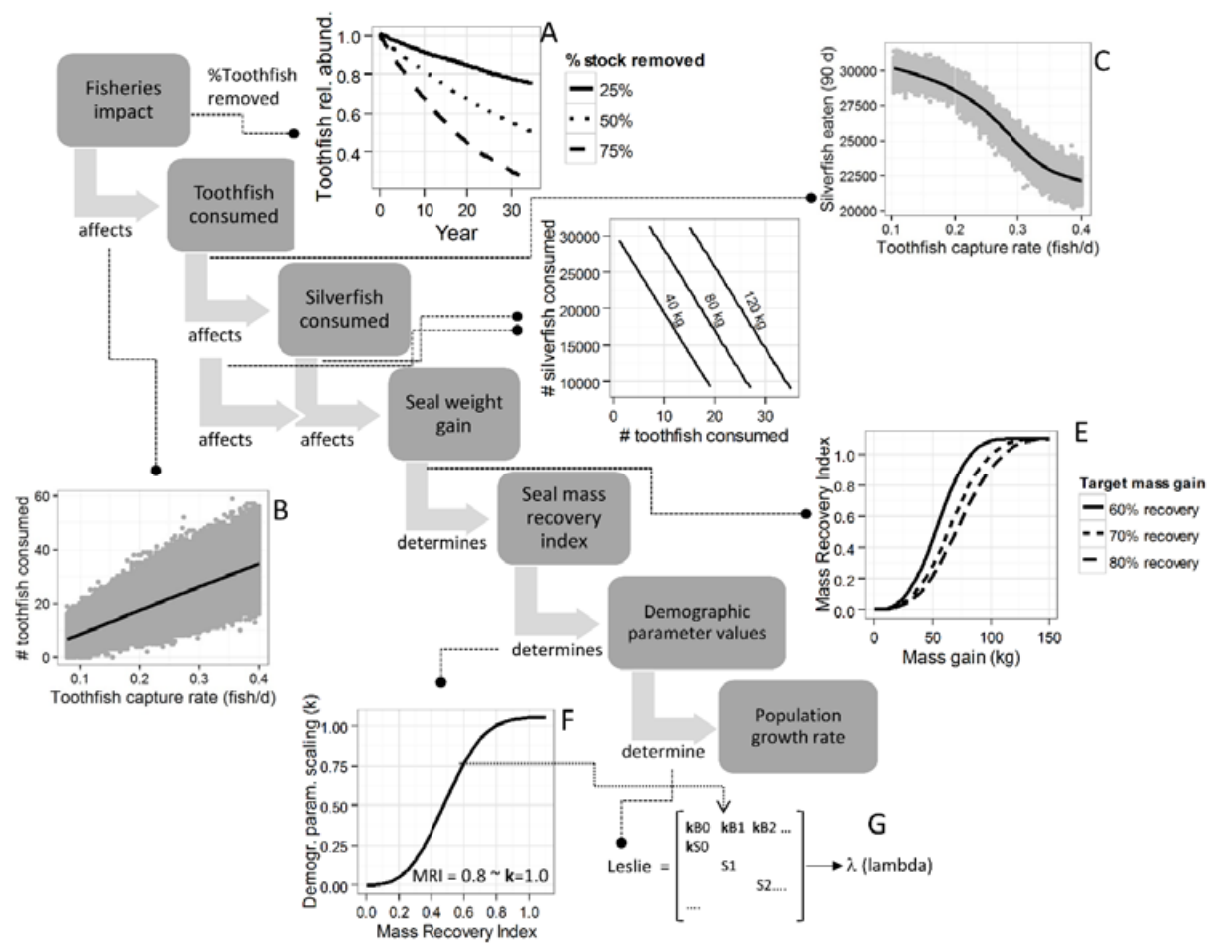 Fisheries
impact
%Toothfish
removed
affects
Toothfish
consumed
affects
Silverfish
consumed
affects
affects
Seal weight
gain
determines
Seal mass
recovery
index
determines
Demographic
parameter values
determine
Population
growth rate
A
Toothfish rel. abund.
1.0
0.8
0.6
0.4
0
10
20
30
Year
% stock removed
25%
50%
75%
C
Silverfish eaten (90 d)
30000
27500
25000
22500
20000
0.1
0.2
0.3
0.4
Toothfish capture rate (fish/d)
# silverfish consumed
30000
25000
20000
15000
10000
40 kg
80 kg
120 kg
0
10
20
30
# toothfish consumed
E
Mass Recovery Index
1.0
0.8
0.6
0.4
0.2
0.0
0
50
100
150
Mass gain (kg)
Target mass gain
60% recovery
70% recovery
80% recovery
B
# toothfish consumed
60
40
20
0
0.1
0.2
0.3
0.4
Toothfish capture rate (fish/d)
F
Demogr. param. scaling (k)
1.00
0.75
0.50
0.25
0.00
MRI = 0.8 ~ k=1.0
0.0
0.2
0.4
0.6
0.8
1.0
Mass Recovery Index
G
kB0 kB1 kB2 ...
kS0
Leslie =
S1
S2....
....
λ (lambda)